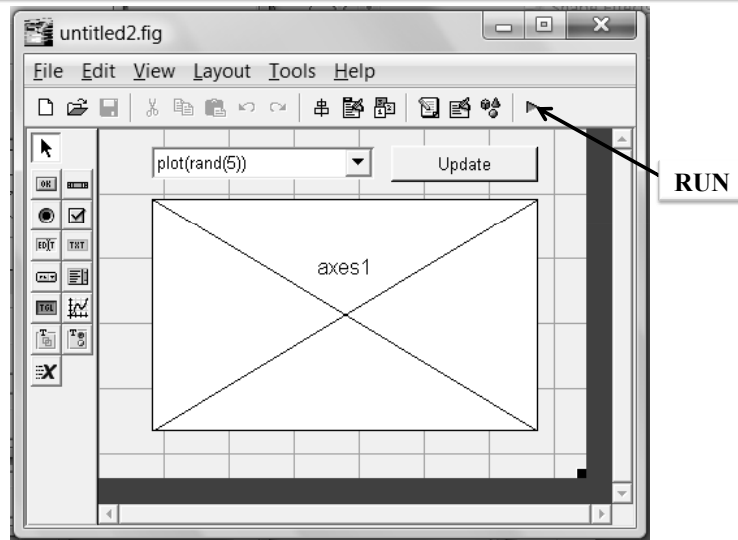 untitled2.fig
File Edit View Layout Tools Help
plot(rand(5)) Update
RUN
axes1
OK
EDIT TXT
TGL